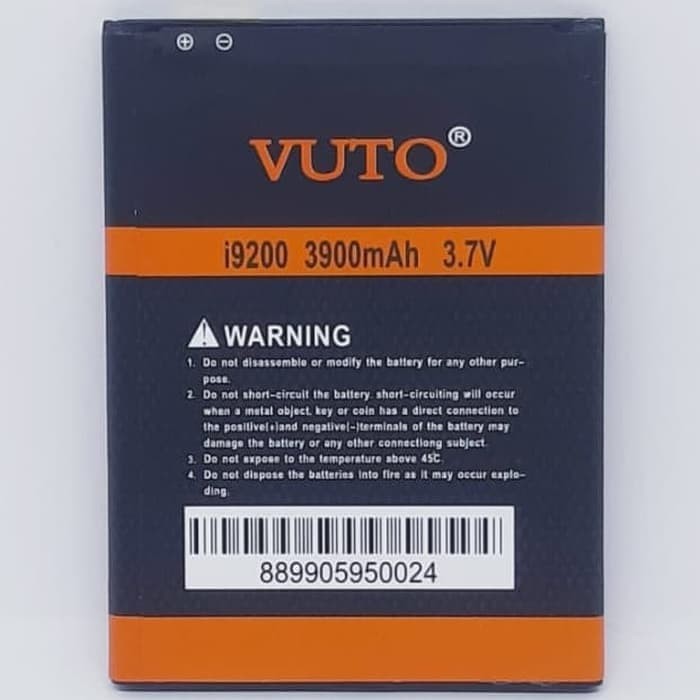 ⊕ ⊖
VUTO®
i9200 3900mAh 3.7V
WARNING
1. Do not disassemble or modify the battery for any other pur-
pose.
2. Do not short-circuit the battery. short-circuiting will occur
when a metal object, key or coin has a direct connection to
the positive(+)and negative(-)terminals of the battery may
damage the battery or any other connectiong subject.
3. Do not expose to the temperature above 45℃.
4. Do not dispose the batteries into fire as it may occur explo-
ding.
889905950024